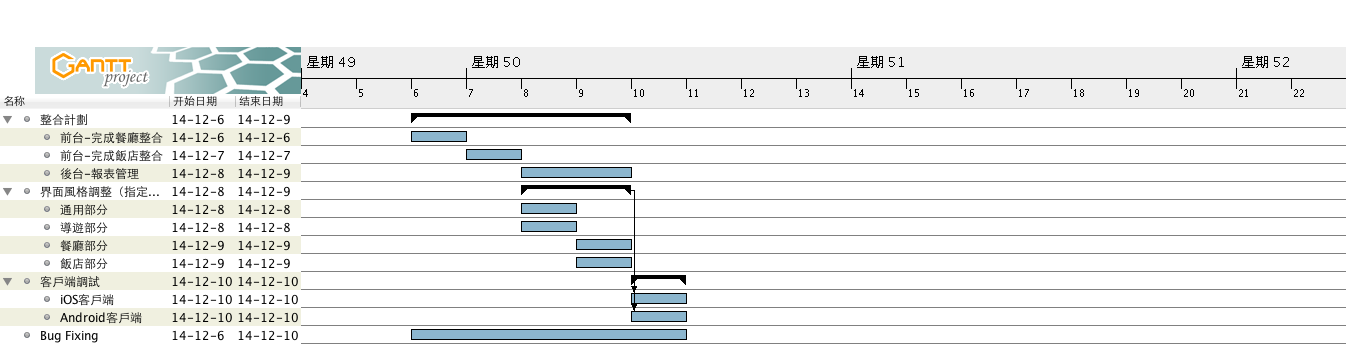 GANTT
project
星期 49 星期 50 星期 51 星期 52
4 5 6 7 8 9 10 11 12 13 14 15 16 17 18 19 20 21 22
名称 开始日期 结束日期
整合計劃 14-12-6 14-12-9
前台-完成餐廳整合 14-12-6 14-12-6
前台-完成飯店整合 14-12-7 14-12-7
後台-報表管理 14-12-8 14-12-9
界面風格調整（指定... 14-12-8 14-12-9
通用部分 14-12-8 14-12-8
導遊部分 14-12-8 14-12-8
餐廳部分 14-12-9 14-12-9
飯店部分 14-12-9 14-12-9
客戶端調試 14-12-10 14-12-10
iOS客戶端 14-12-10 14-12-10
Android客戶端 14-12-10 14-12-10
Bug Fixing 14-12-6 14-12-10